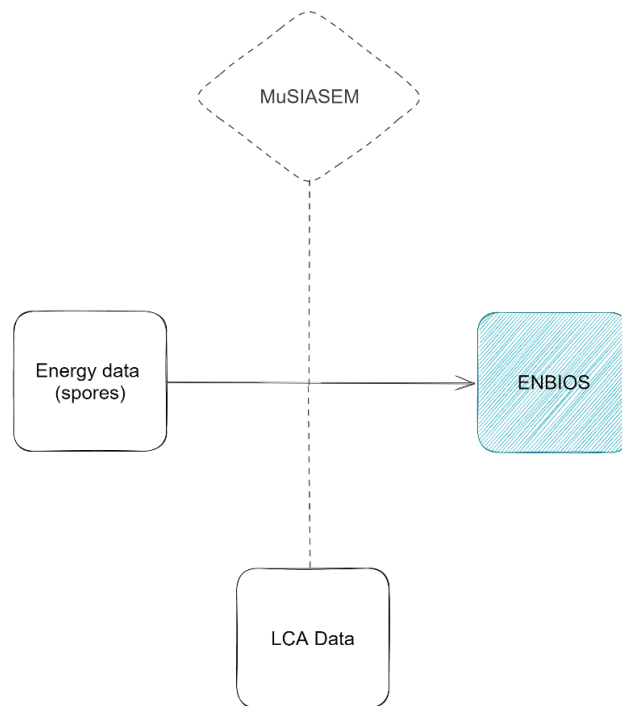 MuSIASEM
Energy data
(spores)
ENBIOS
LCA Data